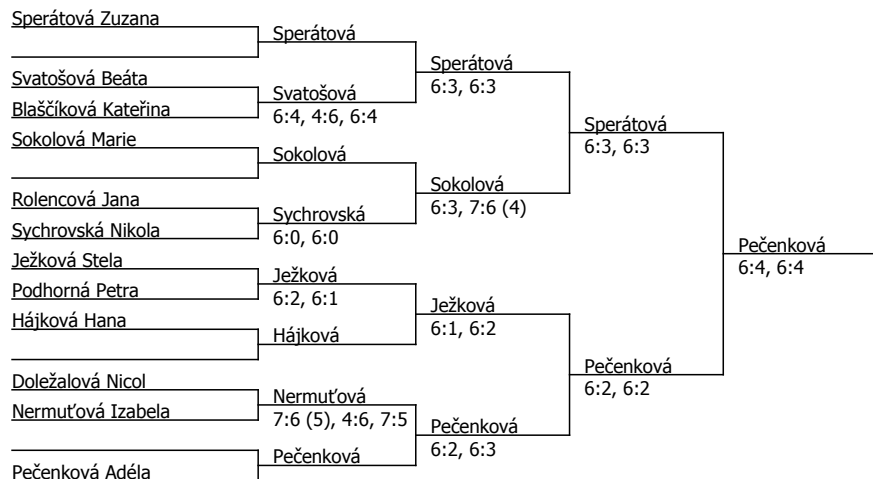 Sperátová Zuzana
Svatošová Beáta
Blaščíková Kateřina
Sokolová Marie
Rolencová Jana
Sychrovská Nikola
Ježková Stela
Podhorná Petra
Hájková Hana
Doležalová Nicol
Nermuťová Izabela
Pečenková Adéla
Sperátová
Svatošová
6:4, 4:6, 6:4
Sokolová
Sychrovská
6:0, 6:0
Ježková
6:2, 6:1
Hájková
Nermuťová
7:6 (5), 4:6, 7:5
Pečenková
Sperátová
6:3, 6:3
Sokolová
6:3, 7:6 (4)
Ježková
6:1, 6:2
Pečenková
6:2, 6:3
Sperátová
6:3, 6:3
Pečenková
6:2, 6:2
Pečenková
6:4, 6:4